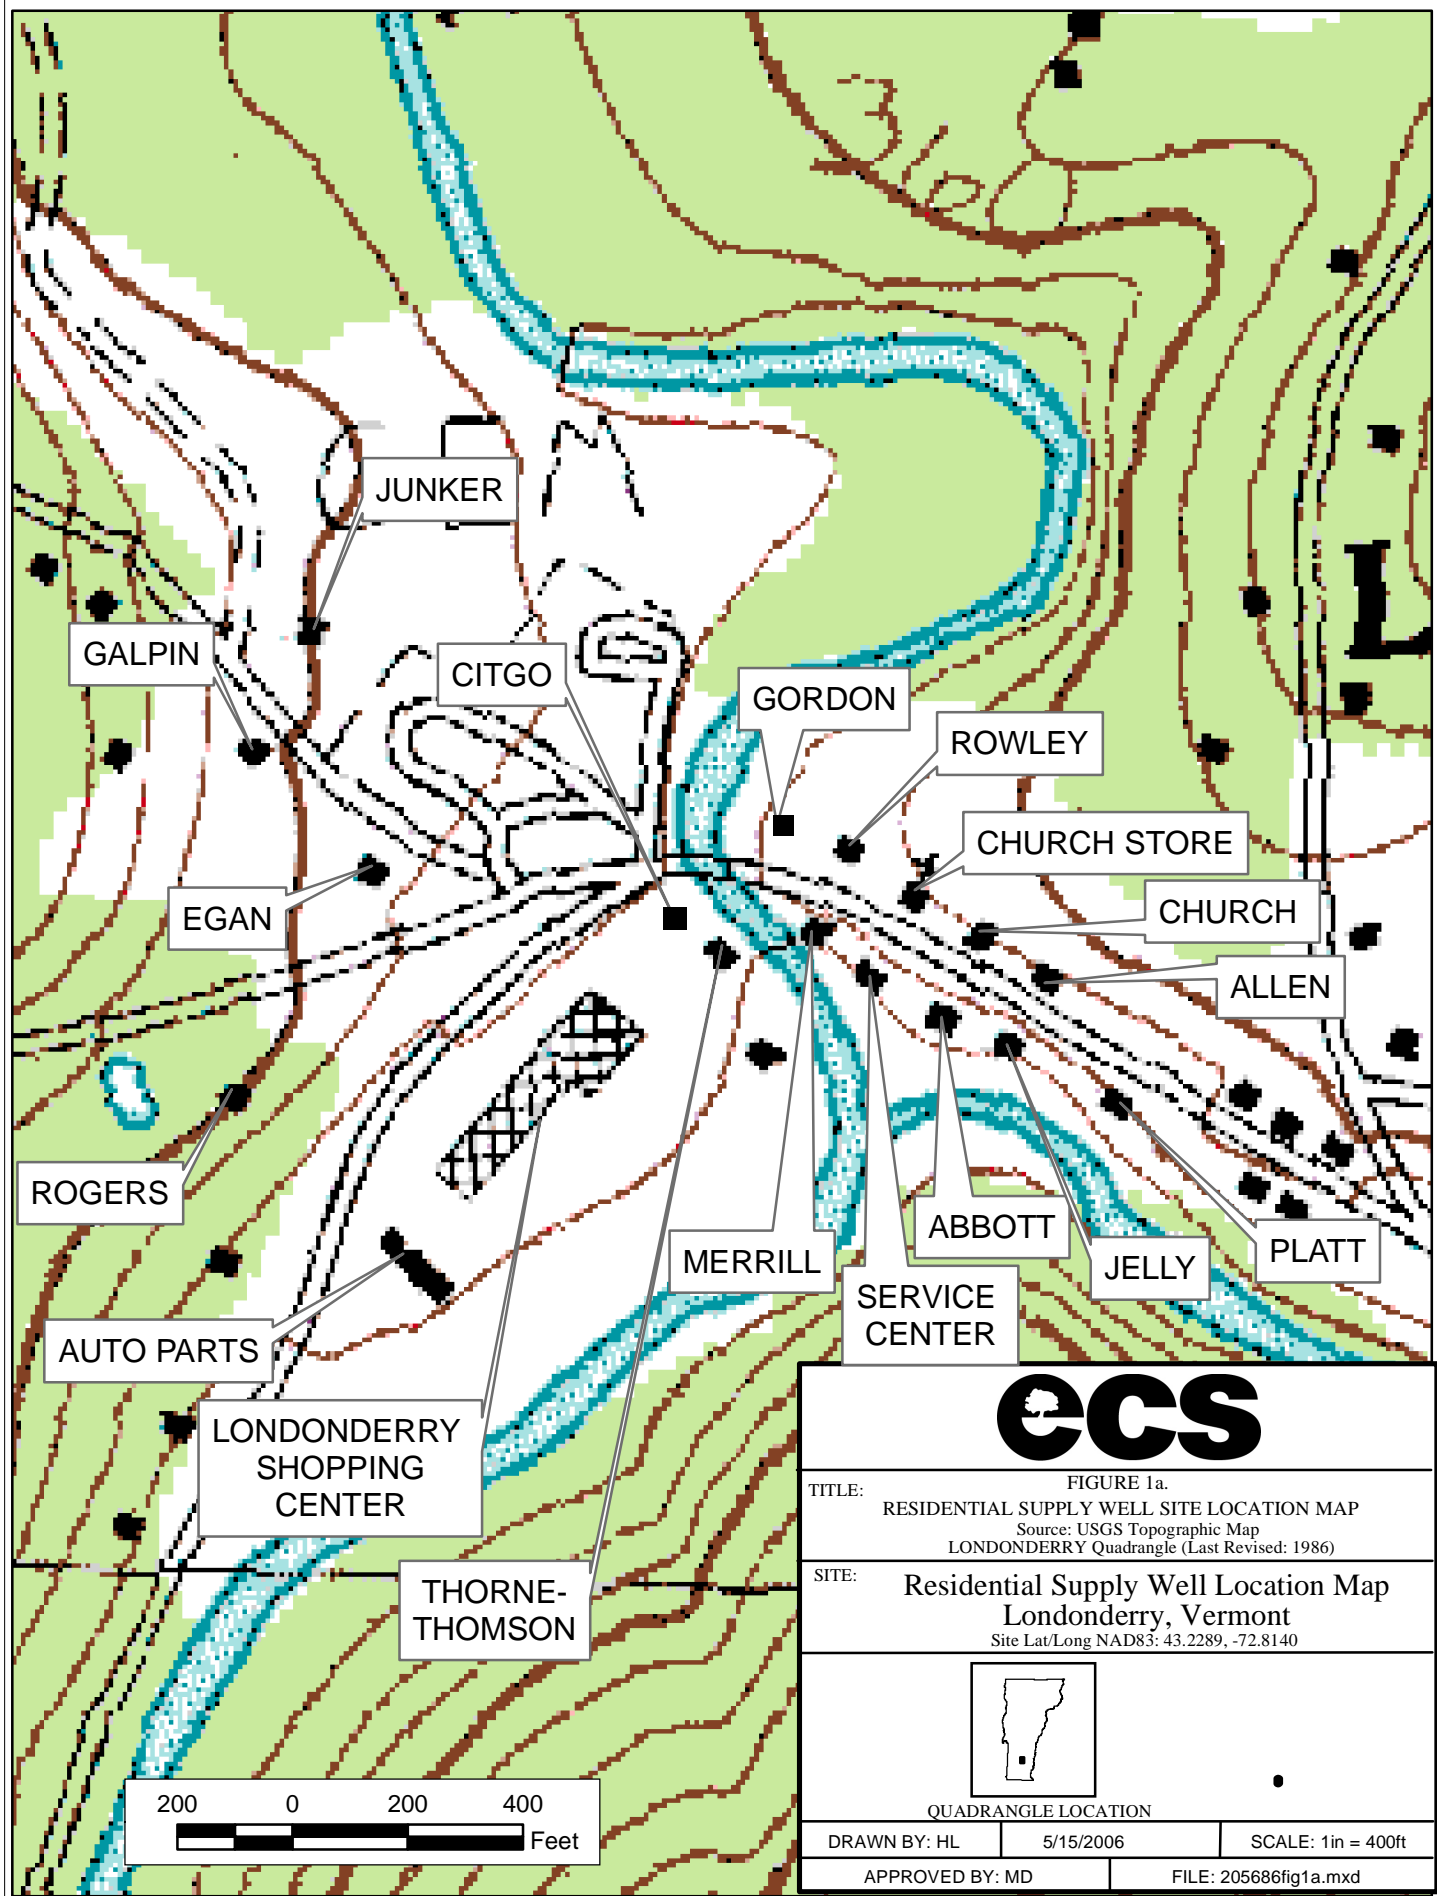 JUNKER
GALPIN
CITGO
GORDON
ROWLEY
CHURCH STORE
EGAN
CHURCH
ALLEN
ROGERS
ABBOTT
MERRILL
JELLY
PLATT
SERVICE
CENTER
AUTO PARTS
LONDONDERRY
SHOPPING
CENTER
THORNE-
THOMSON
200 0 200 400
Feet
ecs
TITLE:
FIGURE 1a.
RESIDENTIAL SUPPLY WELL SITE LOCATION MAP
Source: USGS Topographic Map
LONDONDERRY Quadrangle (Last Revised: 1986)
SITE:
Residential Supply Well Location Map
Londonderry, Vermont
Site Lat/Long NAD83: 43.2289, -72.8140
QUADRANGLE LOCATION
DRAWN BY: HL
5/15/2006
SCALE: 1in = 400ft
APPROVED BY: MD
FILE: 205686fig1a.mxd